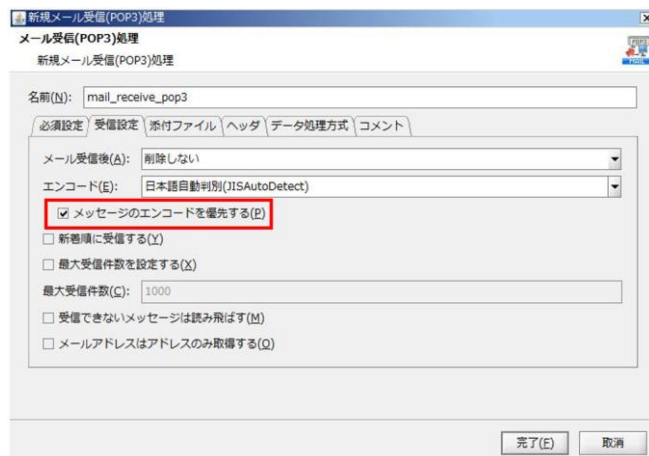 新規メール受信(POP3)処理
メール受信(POP3)処理
新規メール受信(POP3)処理
POP3
MAIL
名前(N): mail_receive_pop3
必須設定 受信設定 添付ファイル ヘッダ データ処理方式 コメント
メール受信後(A): 削除しない
エンコード(E): 日本語自動判別(JISAutoDetect)
メッセージのエンコードを優先する(P)
新着順に受信する(Y)
最大受信件数を設定する(X)
最大受信件数(C): 1000
受信できないメッセージは読み飛ばす(M)
メールアドレスはアドレスのみ取得する(O)
完了(F) 取消